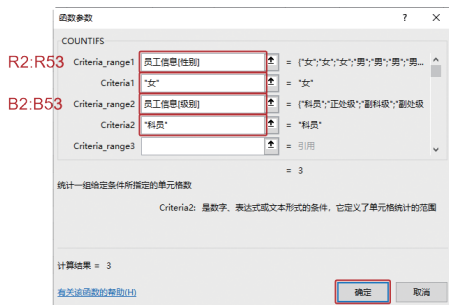 函数参数 ? ×
COUNTIFS
R2:R53 Criteria_range1 员工信息[性别] = {"女";"女";"女";"男";"男";"男";"男...
Criteria1 "女" = "女"
B2:B53 Criteria_range2 员工信息[级别] = {"科员";"正处级";"副科级";"副处级
Criteria2 "科员" = "科员"
Criteria_range3 = 引用
= 3
统计一组给定条件所指定的单元格数
Criteria2: 是数字、表达式或文本形式的条件，它定义了单元格统计的范围
计算结果 = 3
有关该函数的帮助(H) 确定 取消